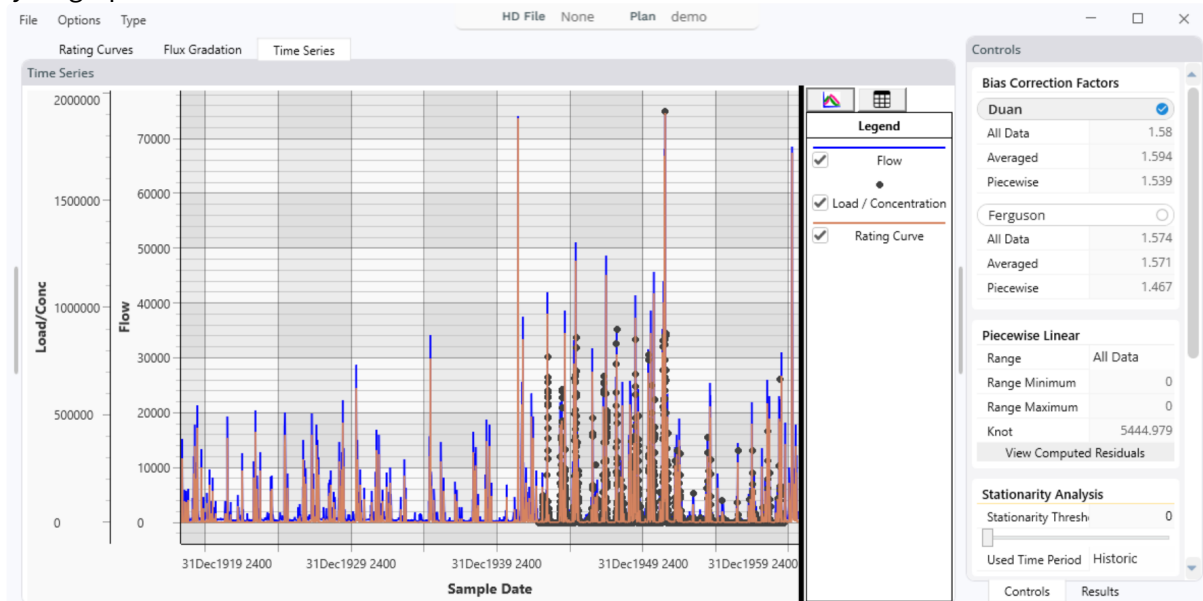 File Options Type
HD File None Plan demo
Rating Curves Flux Gradation Time Series
Time Series
2000000
1500000
1000000
500000
0
Load/Conc
70000
60000
50000
40000
30000
20000
10000
0
Flow
31Dec1919 2400 31Dec1929 2400 31Dec1939 2400 31Dec1949 2400 31Dec1959 2400
Sample Date
Legend
Flow
Load / Concentration
Rating Curve
Controls
Bias Correction Factors
Duan
All Data 1.58
Averaged 1.594
Piecewise 1.539
Ferguson
All Data 1.574
Averaged 1.571
Piecewise 1.467
Piecewise Linear
Range All Data
Range Minimum 0
Range Maximum 0
Knot 5444.979
View Computed Residuals
Stationarity Analysis
Stationarity Thresh 0
Used Time Period Historic
Controls Results